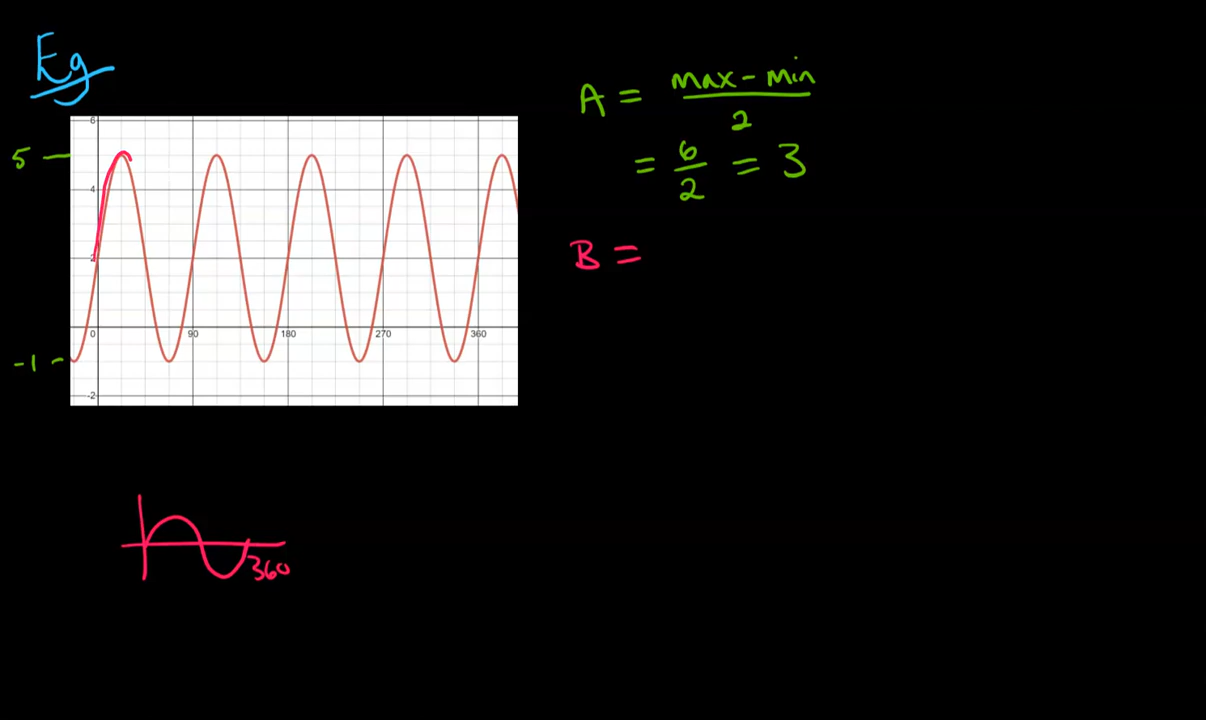 Eg
A = max - min
2
= 6 = 3
2
B =
6
5
4
2
0 90 180 270 360
-1
-2
360